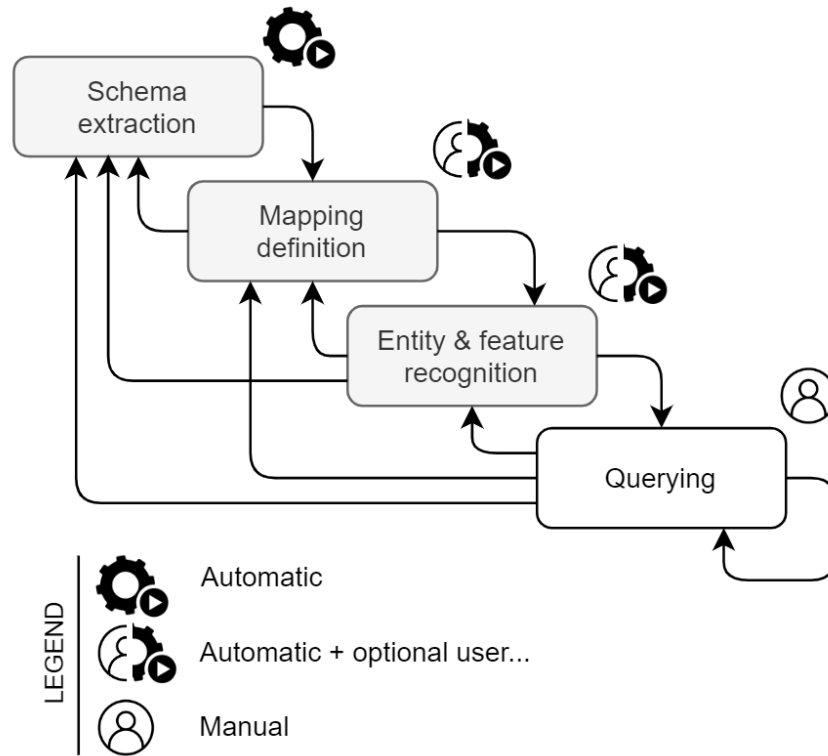 Schema
extraction
Mapping
definition
Entity & feature
recognition
Querying
LEGEND
Automatic
Automatic + optional user...
Manual